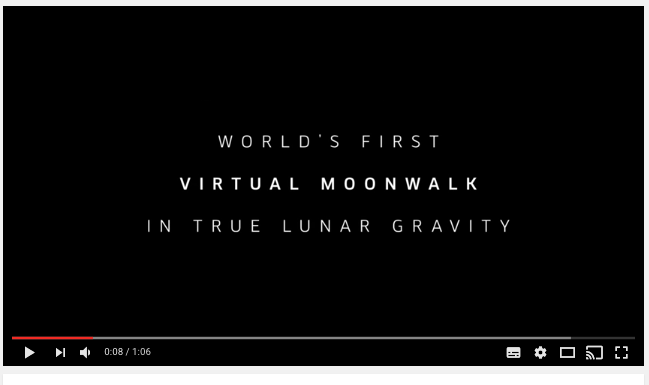 WORLD'S FIRST
VIRTUAL MOONWALK
IN TRUE LUNAR GRAVITY
0:08 / 1:06